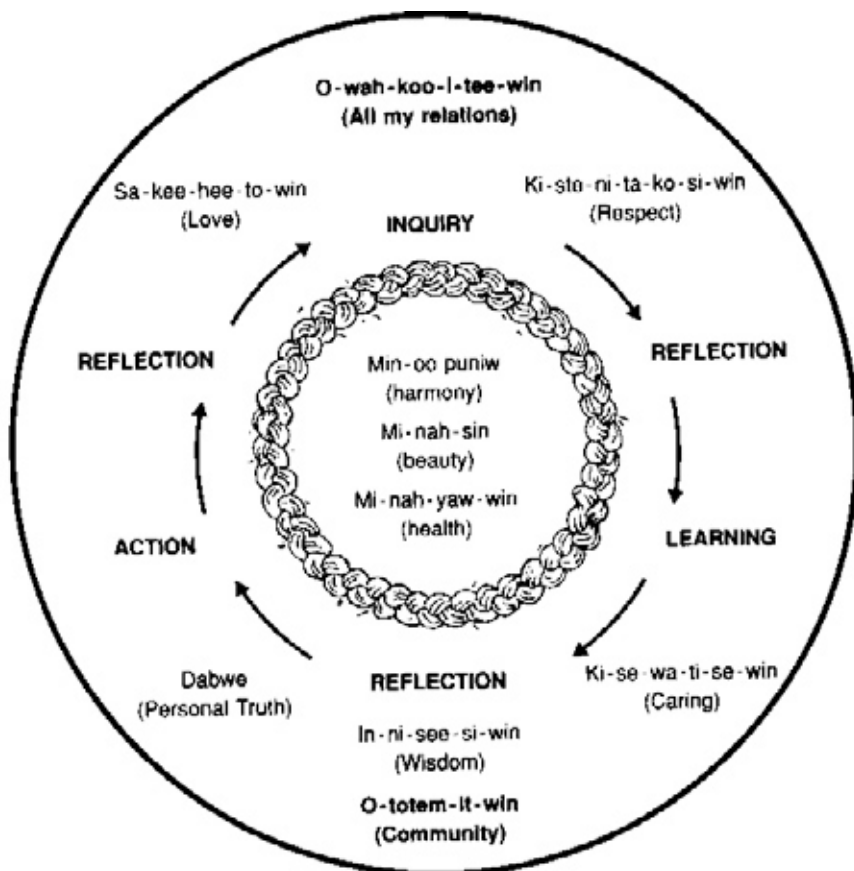 O-wah-koo-i-tee-win
(All my relations)
Sa-kee-hee-to-win
(Love)
Ki-sto-ni-ta-ko-si-win
(Respect)
INQUIRY
REFLECTION
REFLECTION
Min-oo puniw
(harmony)
Mi-nah-sin
(beauty)
Mi-nah-yaw-win
(health)
ACTION
LEARNING
Dabwe
(Personal Truth)
REFLECTION
Ki-se-wa-ti-se-win
(Caring)
In-ni-see-si-win
(Wisdom)
O-totem-it-win
(Community)